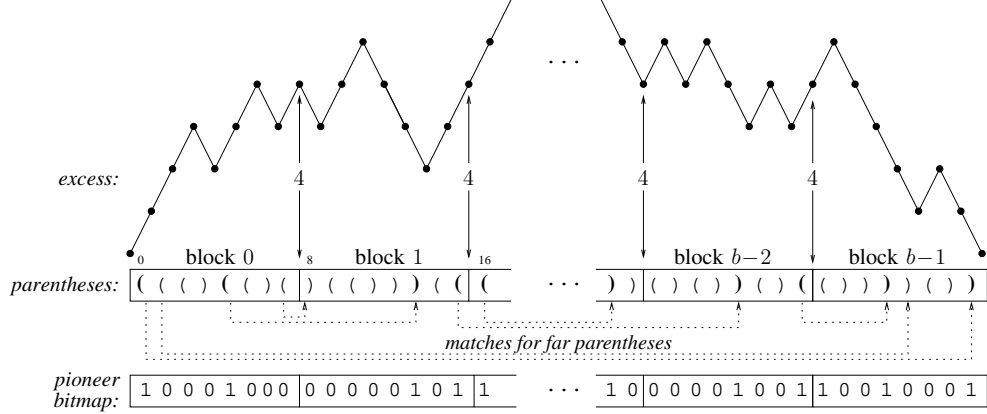 . . .
excess: 4 4 4 4
0 block 0 8 block 1 16 block b−2 block b−1
parentheses: ( ( ( ) ( ( ) ( ) ( ( ) ) ) ( ( ( . . . ) ) ( ) ( ) ) ( ) ( ( ) ) ) ) ( ) )
matches for far parentheses
pioneer
bitmap: 1 0 0 0 1 0 0 0 0 0 0 0 0 1 0 1 1 . . . 1 0 0 0 0 0 1 0 0 1 1 0 0 1 0 0 0 1